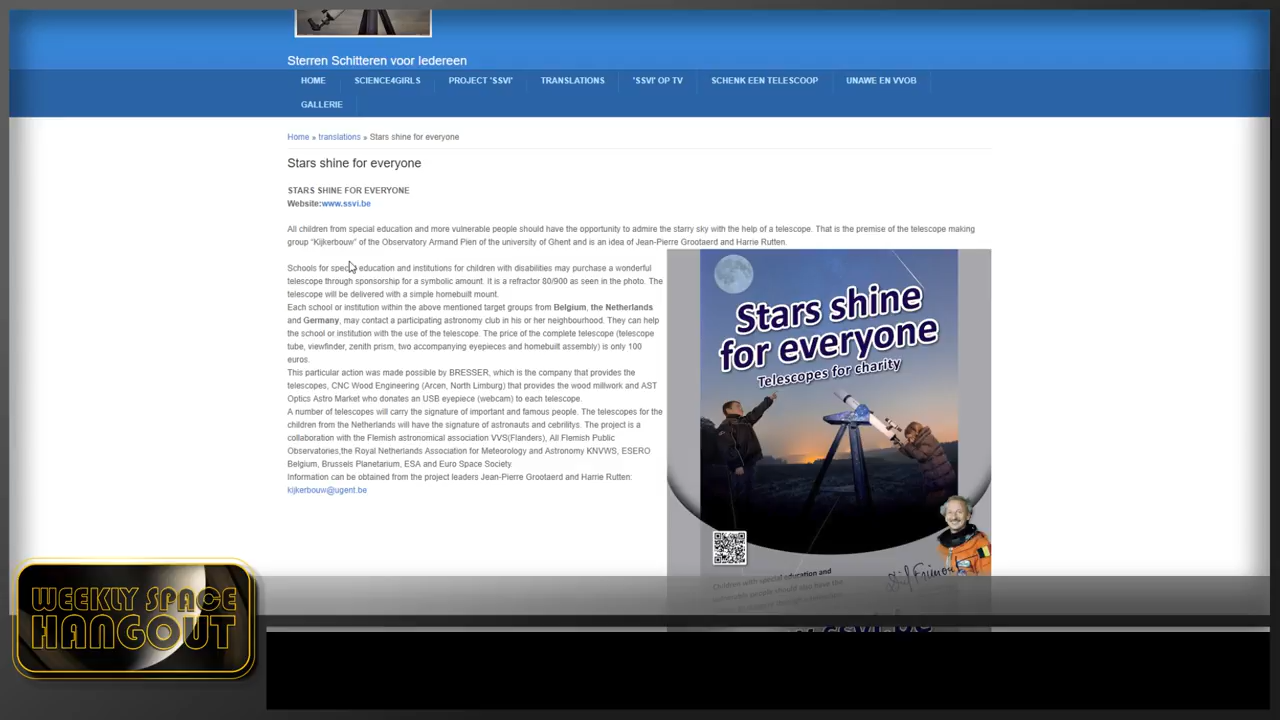 Sterren Schitteren voor Iedereen
HOME
SCIENCE4GIRLS
PROJECT 'SSVI'
TRANSLATIONS
'SSVI' OP TV
SCHENK EEN TELESCOOP
UNAWE EN VVOB
GALLERIE
Home » translations » Stars shine for everyone
Stars shine for everyone
STARS SHINE FOR EVERYONE
Website:www.ssvi.be
All children from special education and more vulnerable people should have the opportunity to admire the starry sky with the help of a telescope. That is the premise of the telescope making
group “Kijkerbouw” of the Observatory Armand Pien of the university of Ghent and is an idea of Jean-Pierre Grootaerd and Harrie Rutten.
Schools for special education and institutions for children with disabilities may purchase a wonderful
telescope through sponsorship for a symbolic amount. It is a refractor 80/900 as seen in the photo. The
telescope will be delivered with a simple homebuilt mount.
Each school or institution within the above mentioned target groups from Belgium, the Netherlands
and Germany, may contact a participating astronomy club in his or her neighbourhood. They can help
the school or institution with the use of the telescope. The price of the complete telescope (telescope
tube, viewfinder, zenith prism, two accompanying eyepieces and homebuilt assembly) is only 100
euros.
This particular action was made possible by BRESSER, which is the company that provides the
telescopes, CNC Wood Engineering (Arcen, North Limburg) that provides the wood millwork and AST
Optics Astro Market who donates an USB eyepiece (webcam) to each telescope.
A number of telescopes will carry the signature of important and famous people. The telescopes for the
children from the Netherlands will have the signature of astronauts and cebrilitys. The project is a
collaboration with the Flemish astronomical association VVS(Flanders), All Flemish Public
Observatories,the Royal Netherlands Association for Meteorology and Astronomy KNVWS, ESERO
Belgium, Brusseis Planetarium, ESA and Euro Space Society.
Information can be obtained from the project leaders Jean-Pierre Grootaerd and Harrie Rutten:
kijkerbouw@ugent.be
Stars shine
for everyone
Telescopes for charity
Children with special education and
WEEKLY SPACE
HANGOUT